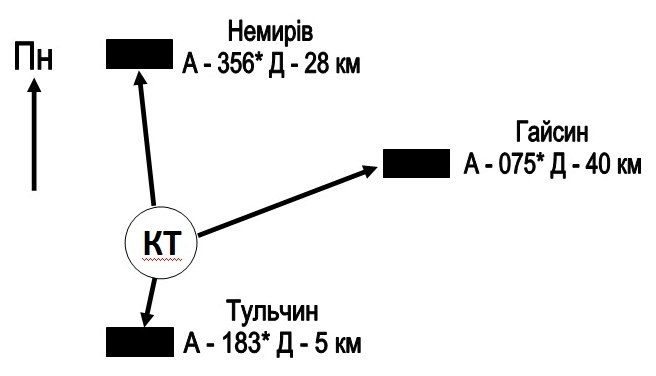 Немирів
А - 356* Д - 28 км
Пн
Гайсин
А - 075* Д - 40 км
КТ
Тульчин
А - 183* Д - 5 км